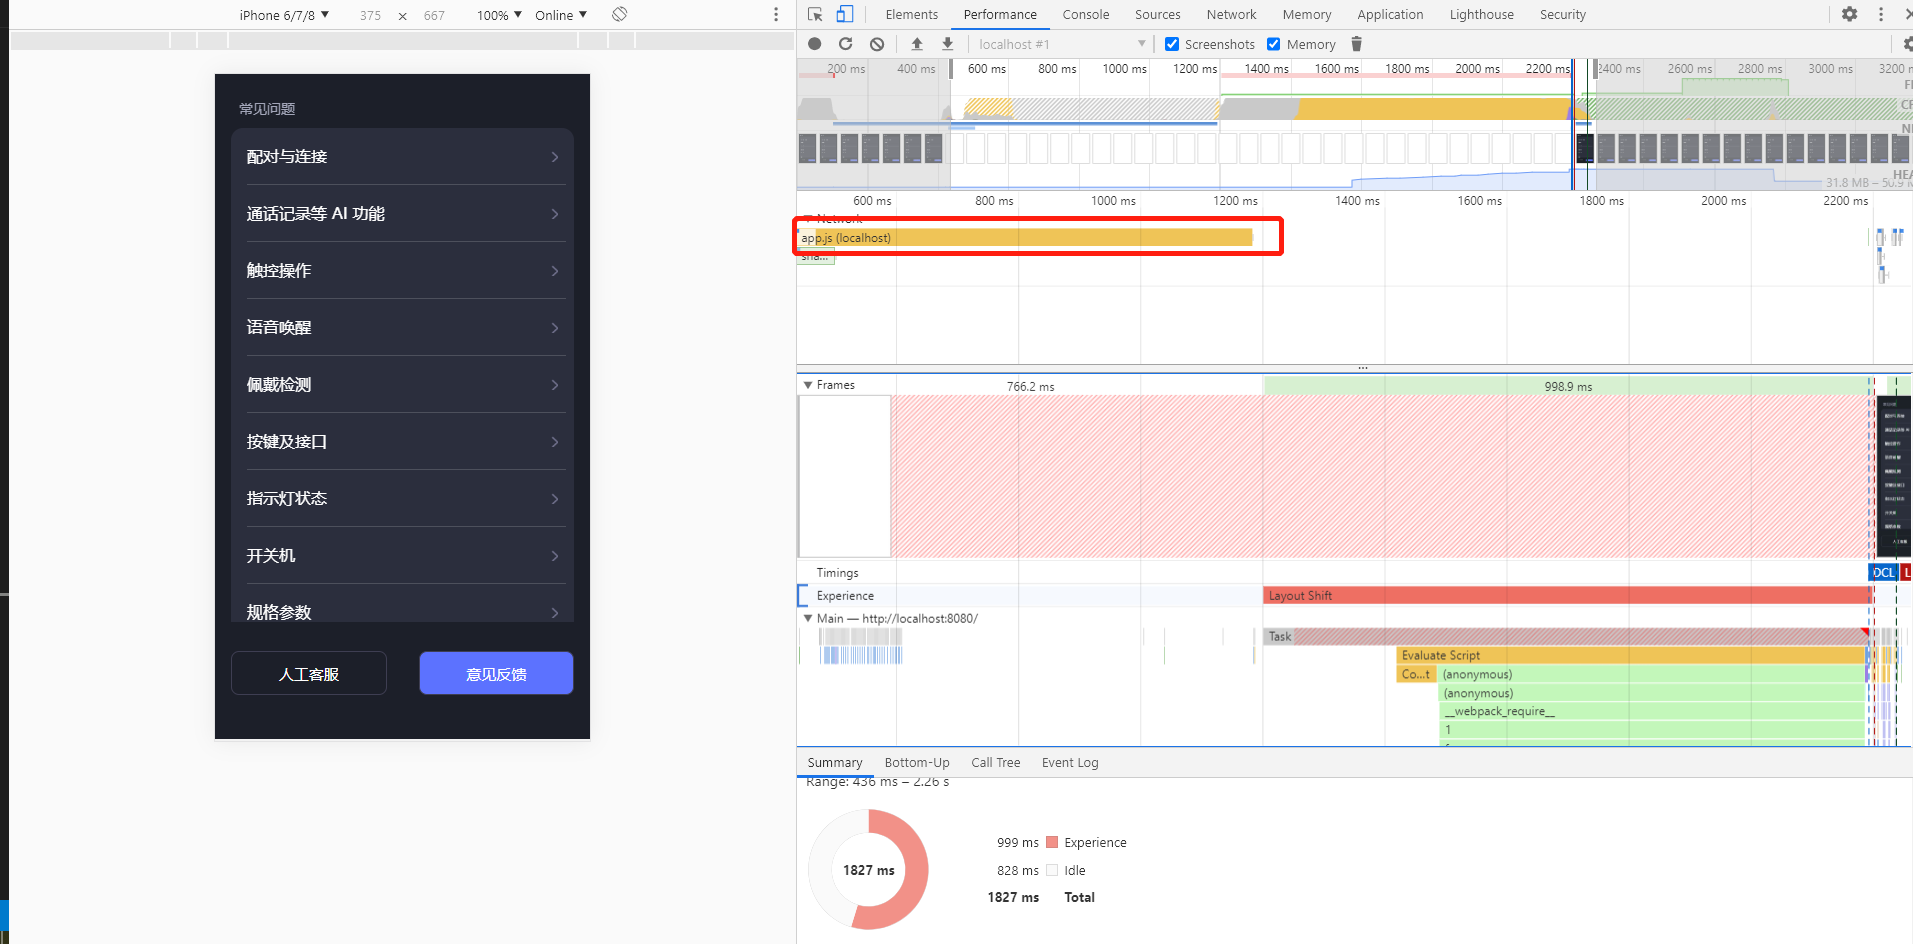 iPhone 6/7/8 ▼ 375 × 667 100% ▼ Online ▼
Elements Performance Console Sources Network Memory Application Lighthouse Security
localhost #1 Screenshots Memory
200 ms 400 ms 600 ms 800 ms 1000 ms 1200 ms 1400 ms 1600 ms 1800 ms 2000 ms 2200 ms 2400 ms 2600 ms 2800 ms 3000 ms
31.8 MB –
600 ms 800 ms 1000 ms 1200 ms 1400 ms 1600 ms 1800 ms 2000 ms 2200 ms
Network
app.js (localhost)
sha...
Frames 766.2 ms 998.9 ms
Timings
DCL L
Experience Layout Shift
Main — http://localhost:8080/
Task
Evaluate Script
Co...t (anonymous)
(anonymous)
__webpack_require__
1
Summary Bottom-Up Call Tree Event Log
Range: 436 ms – 2.26 s
1827 ms
999 ms Experience
828 ms Idle
1827 ms Total
常见问题
配对与连接
通话记录等 AI 功能
触控操作
语音唤醒
佩戴检测
按键及接口
指示灯状态
开关机
规格参数
人工客服 意见反馈